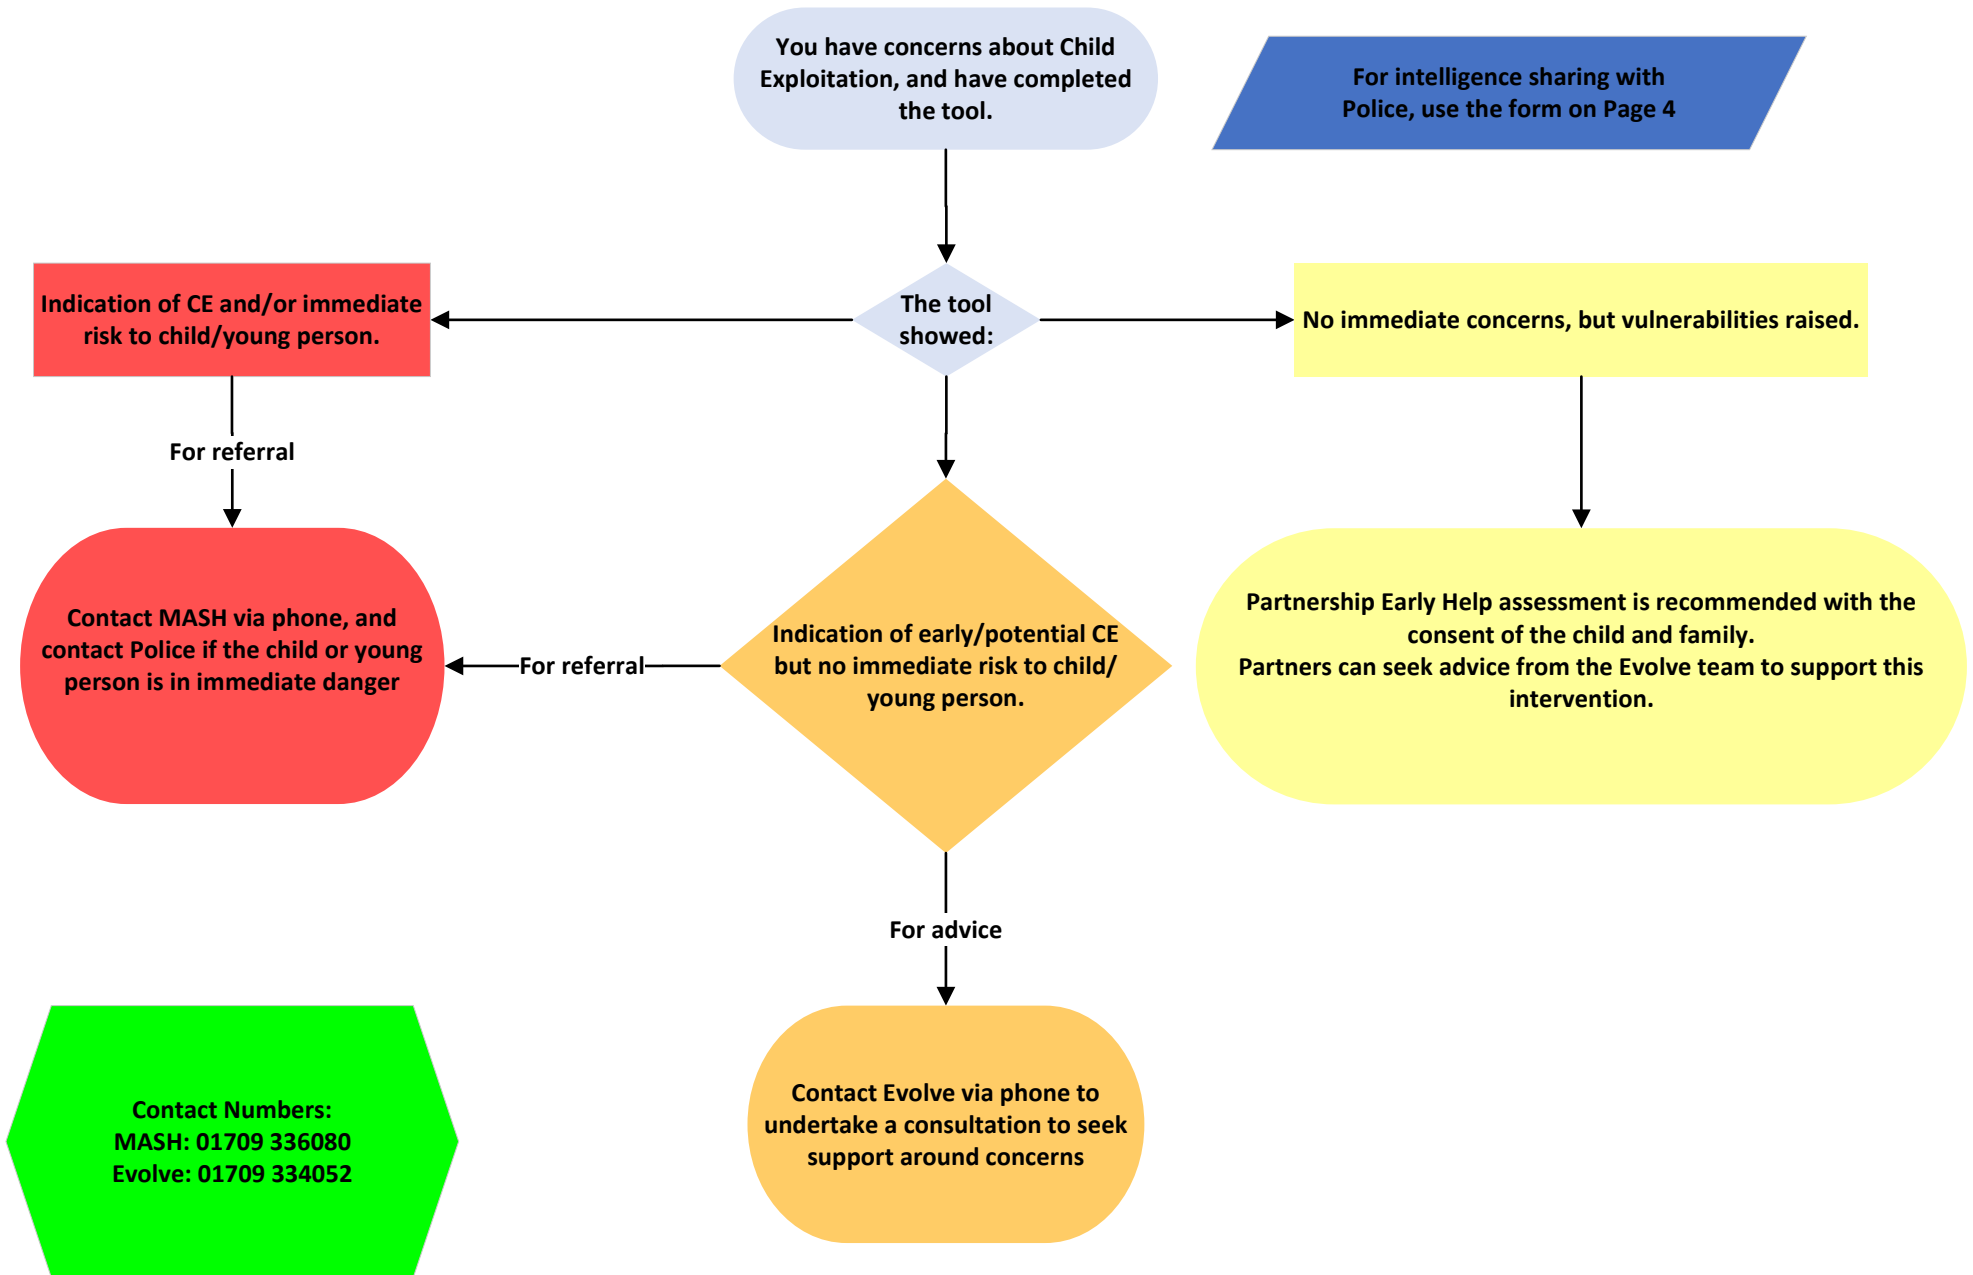 You have concerns about Child
Exploitation, and have completed
the tool.
For intelligence sharing with
Police, use the form on Page 4
Indication of CE and/or immediate
risk to child/young person.
The tool
showed:
No immediate concerns, but vulnerabilities raised.
For referral
Contact MASH via phone, and
contact Police if the child or young
person is in immediate danger
For referral
Indication of early/potential CE
but no immediate risk to child/
young person.
Partnership Early Help assessment is recommended with the
consent of the child and family.
Partners can seek advice from the Evolve team to support this
intervention.
For advice
Contact Numbers:
MASH: 01709 336080
Evolve: 01709 334052
Contact Evolve via phone to
undertake a consultation to seek
support around concerns